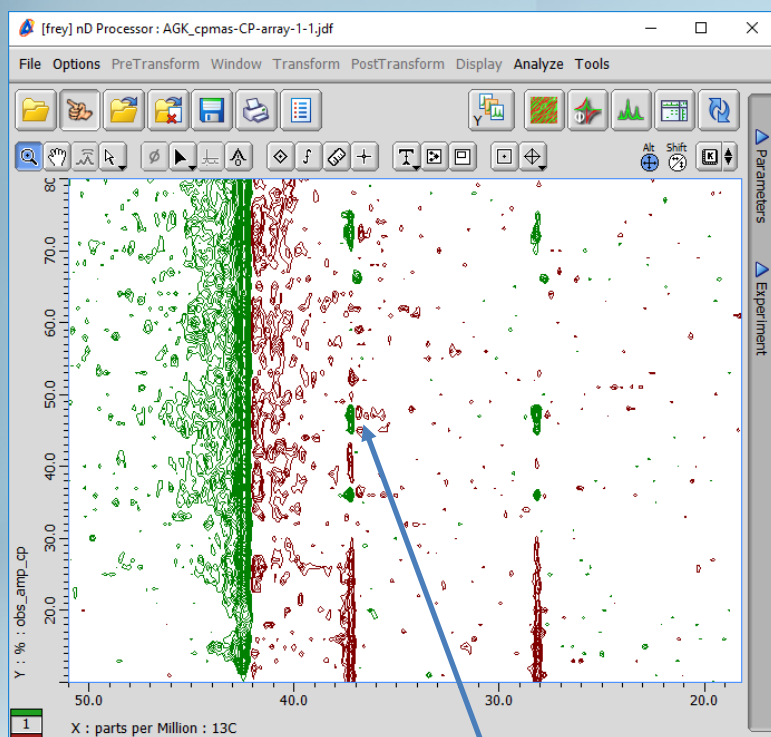 [frey] nD Processor : AGK_cpmas-CP-array-1-1.jdf
File Options PreTransform Window Transform PostTransform Display Analyze Tools
Y
Φ
Alt Shift
T K
Parameters
Experiment
80
70.0
60.0
50.0
40.0
30.0
20.0
Y : % : obs_amp_cp
50.0 40.0 30.0 20.0
1
X : parts per Million : 13C